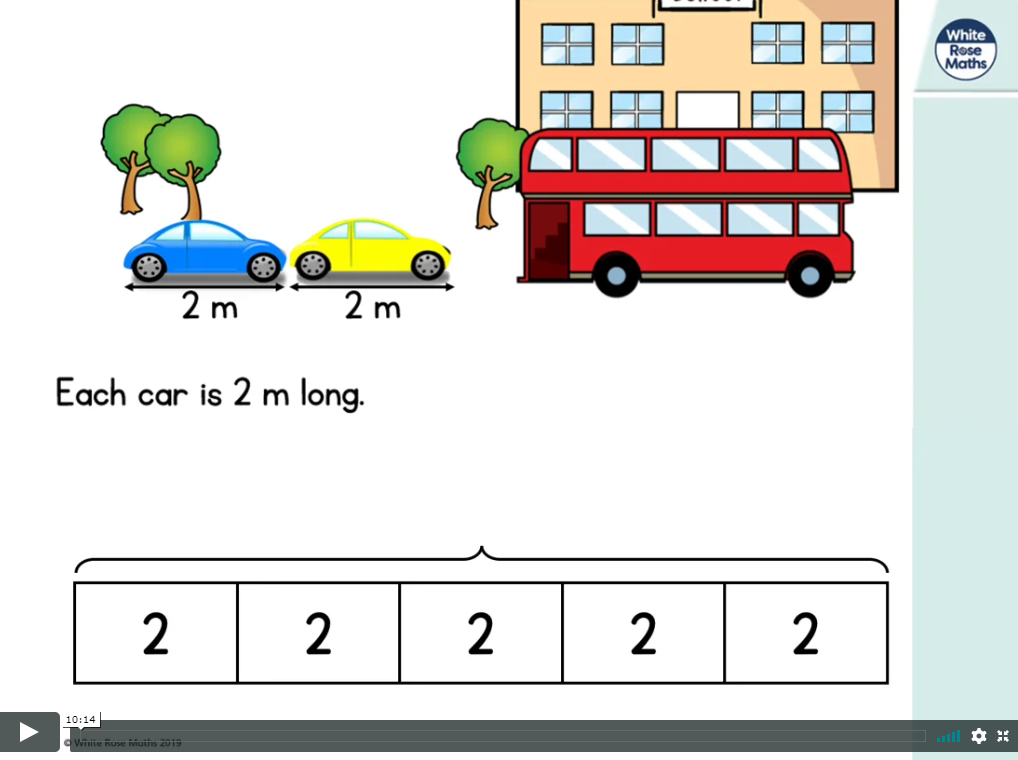 White
Rose
Maths
2 m 2 m
Each car is 2 m long.
2 2 2 2 2
10:14
© White Rose Maths 2019